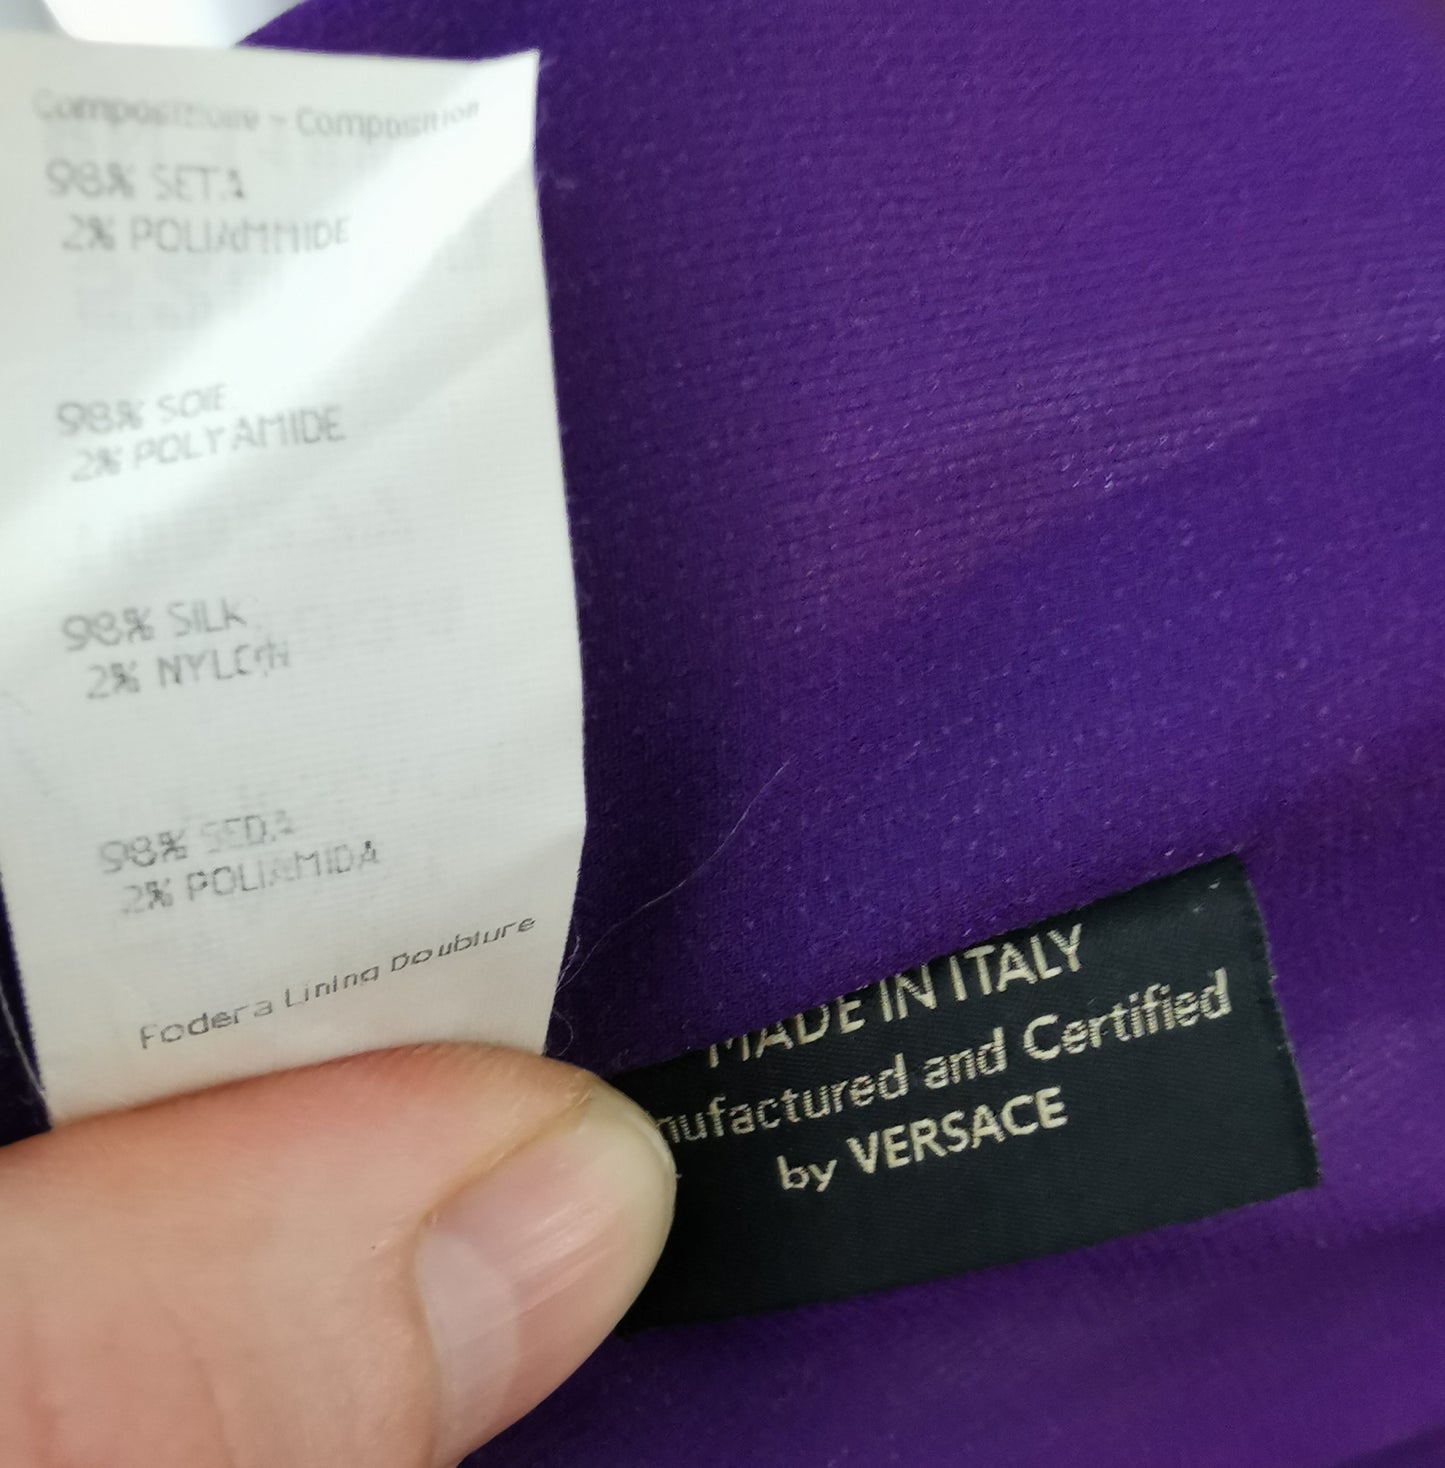 Composizione - Composition
98% SETA
2% POLIAMMIDE
98% SOIE
2% POLYAMIDE
98% SILK
2% NYLON
98% SEDA
2% POLIAMIDA
Fodera Lining Doublure
MADE IN ITALY
nufactured and Certified
by VERSACE